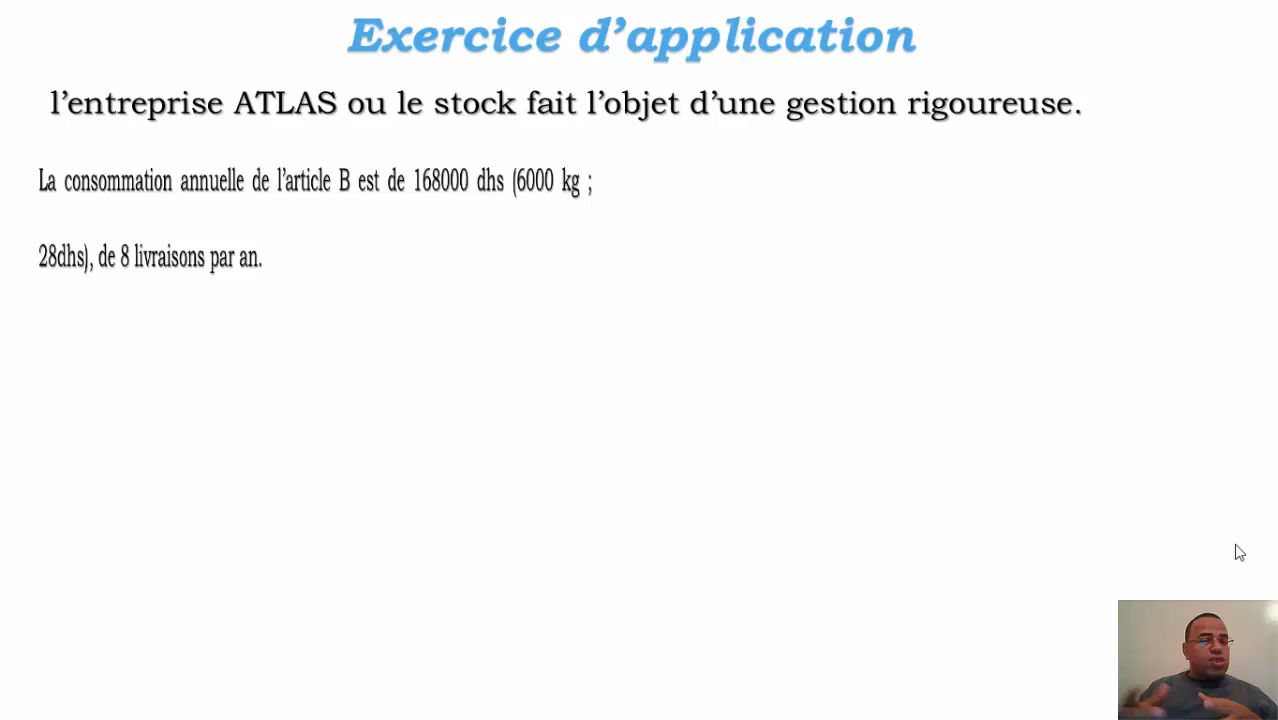 Exercice d’application
l’entreprise ATLAS ou le stock fait l’objet d’une gestion rigoureuse.
La consommation annuelle de l’article B est de 168000 dhs (6000 kg ;
28dhs), de 8 livraisons par an.